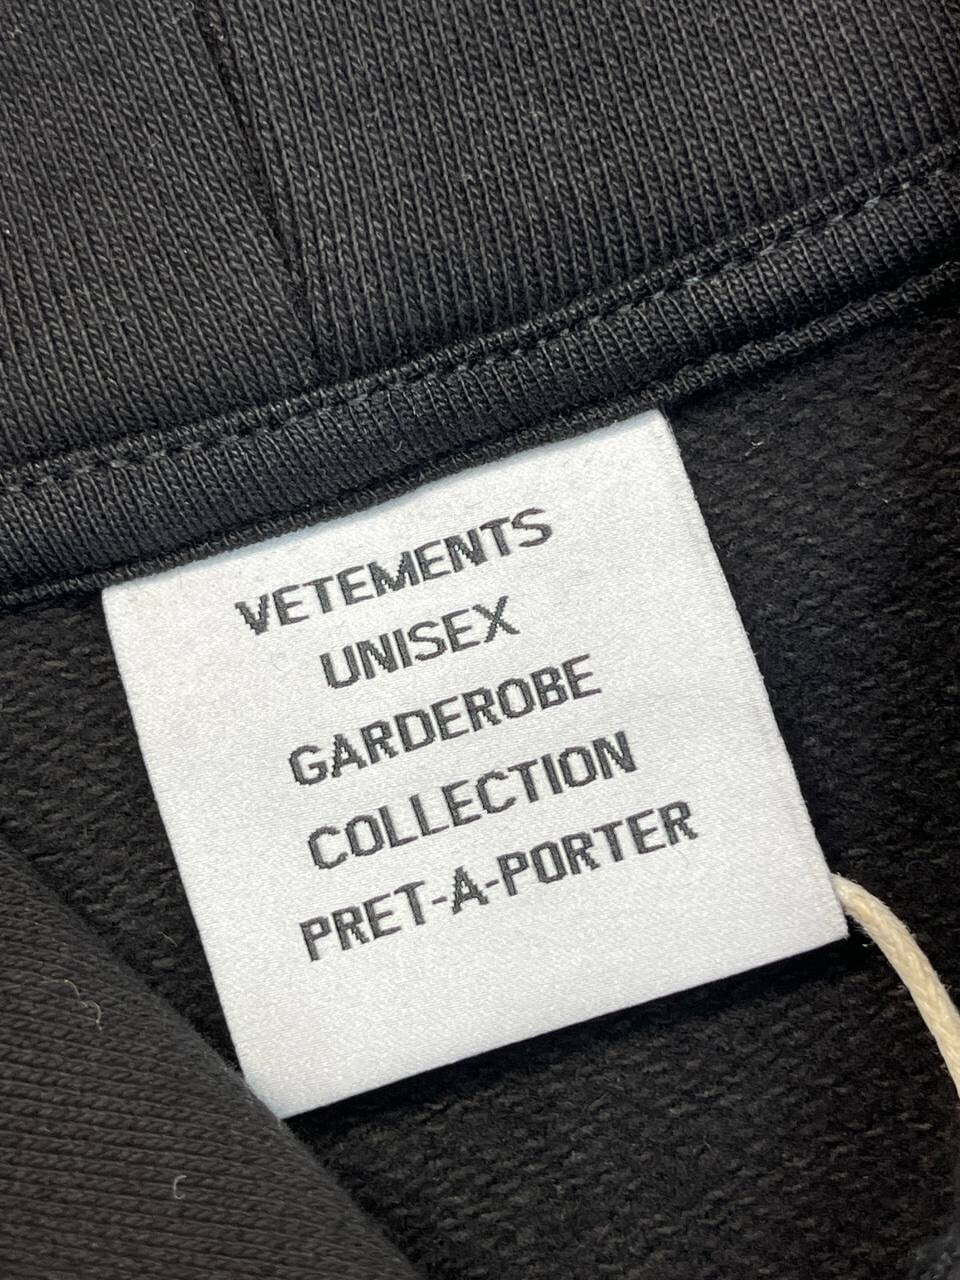 VETEMENTS
UNISEX
GARDEROBE
COLLECTION
PRET-A-PORTER